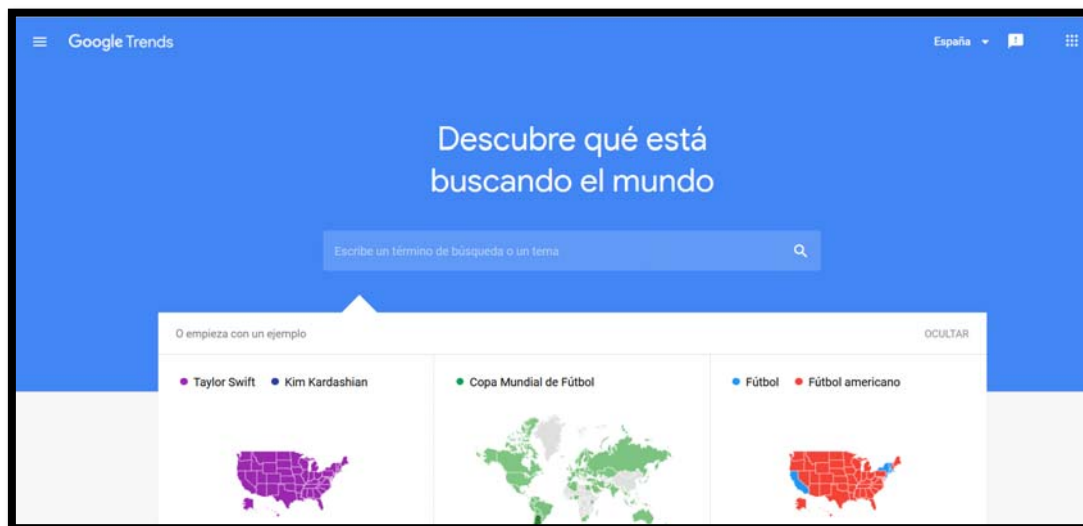 Google Trends
España
Descubre qué está
buscando el mundo
Escribe un término de búsqueda o un tema
O empieza con un ejemplo
OCULTAR
Taylor Swift Kim Kardashian
Copa Mundial de Fútbol
Fútbol Fútbol americano